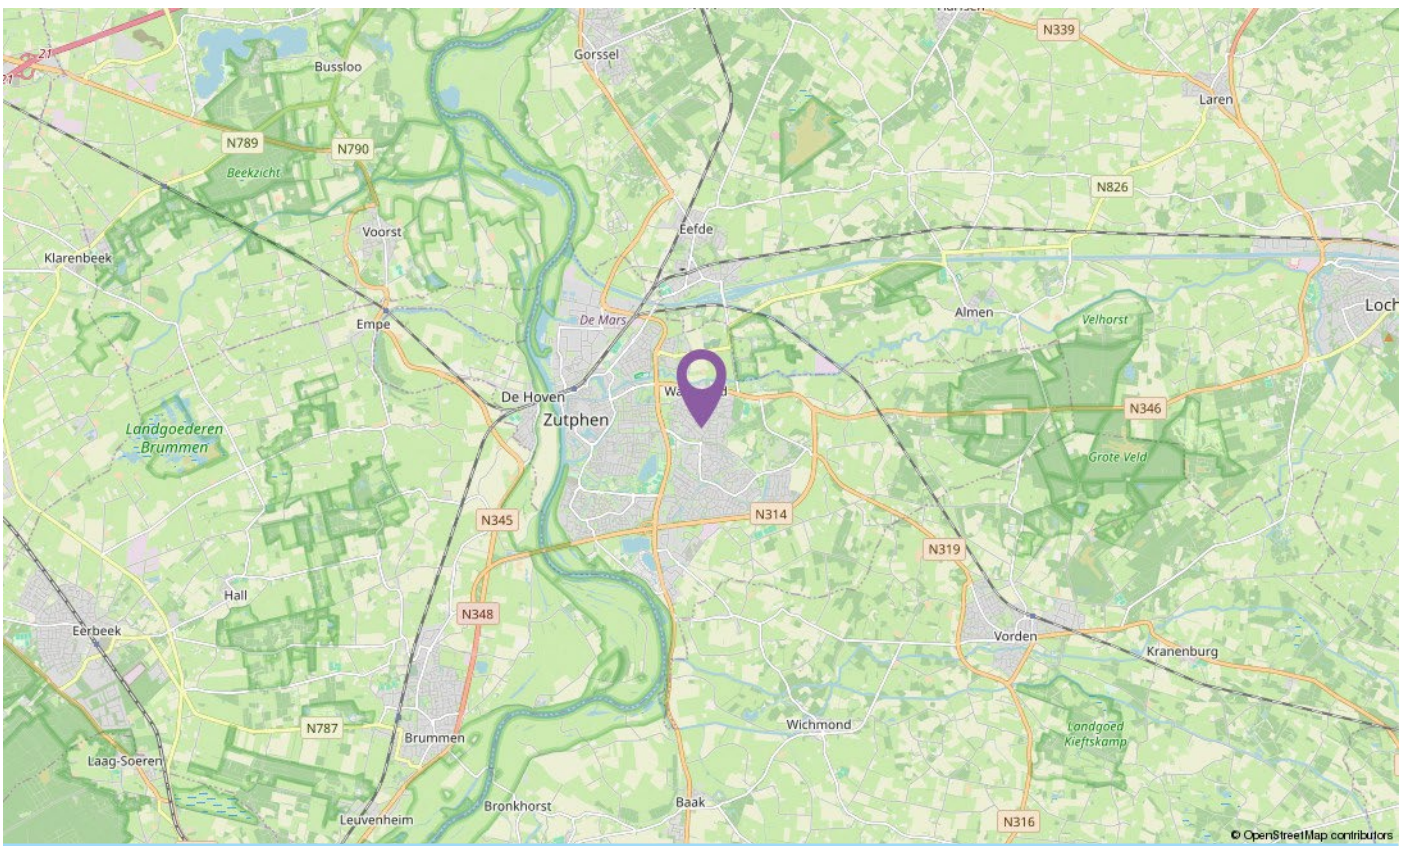 21
21
Bussloo
Gorssel
N339
Laren
N789
N790
Beekzicht
N826
Voorst
Eefde
Klarenbeek
Almen
Velhorst
Empe
De Mars
De Hoven
Zutphen
N346
Landgoederen
Brummen
Grote Veld
N345
N314
N319
Hall
N348
Eerbeek
Vorden
Kranenburg
N787
Brummen
Wichmond
Landgoed
Kieftskamp
Laag-Soeren
Bronkhorst
Baak
Leuvenheim
N316
© OpenStreetMap contributors